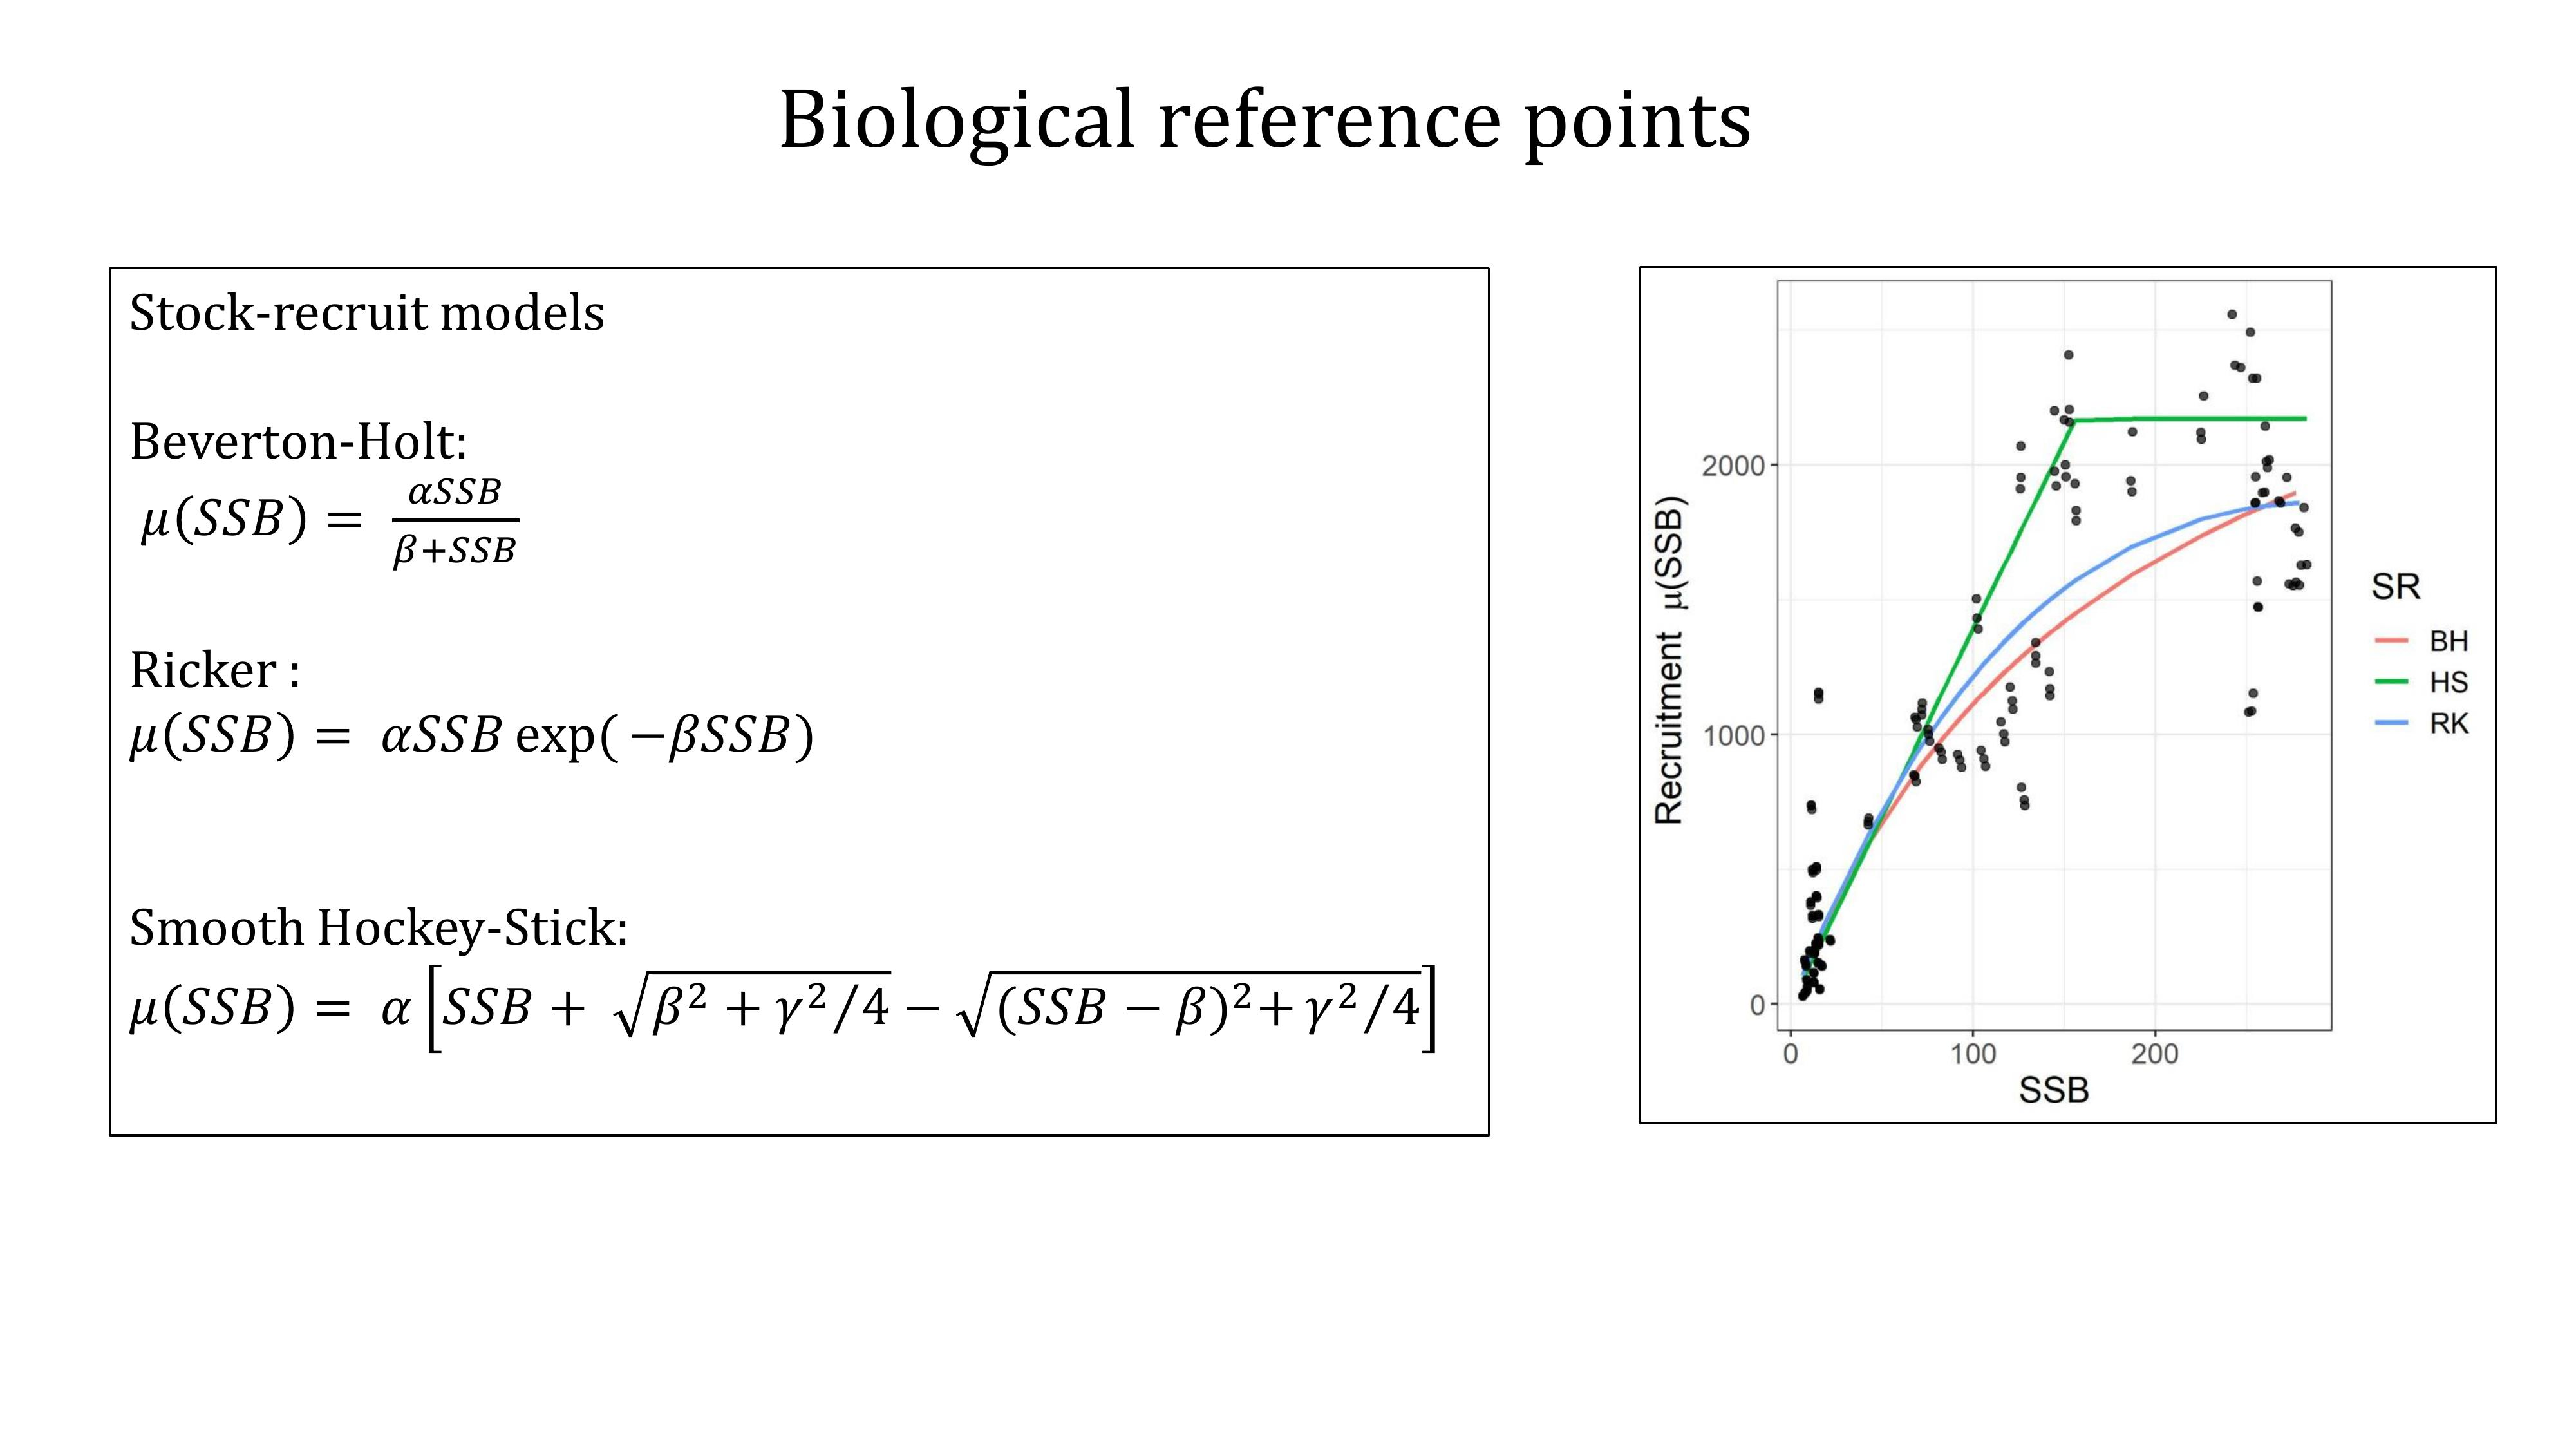 Biological reference points
Stock-recruit models
Beverton-Holt:
μ(SSB) = αSSB / β+SSB
Ricker :
μ(SSB) = αSSB exp( −βSSB)
Smooth Hockey-Stick:
μ(SSB) = α[SSB + √β² + γ²/4 − √(SSB − β)²+ γ²/4]
Recruitment μ(SSB)
2000
1000
0
0 100 200
SSB
SR
BH
HS
RK